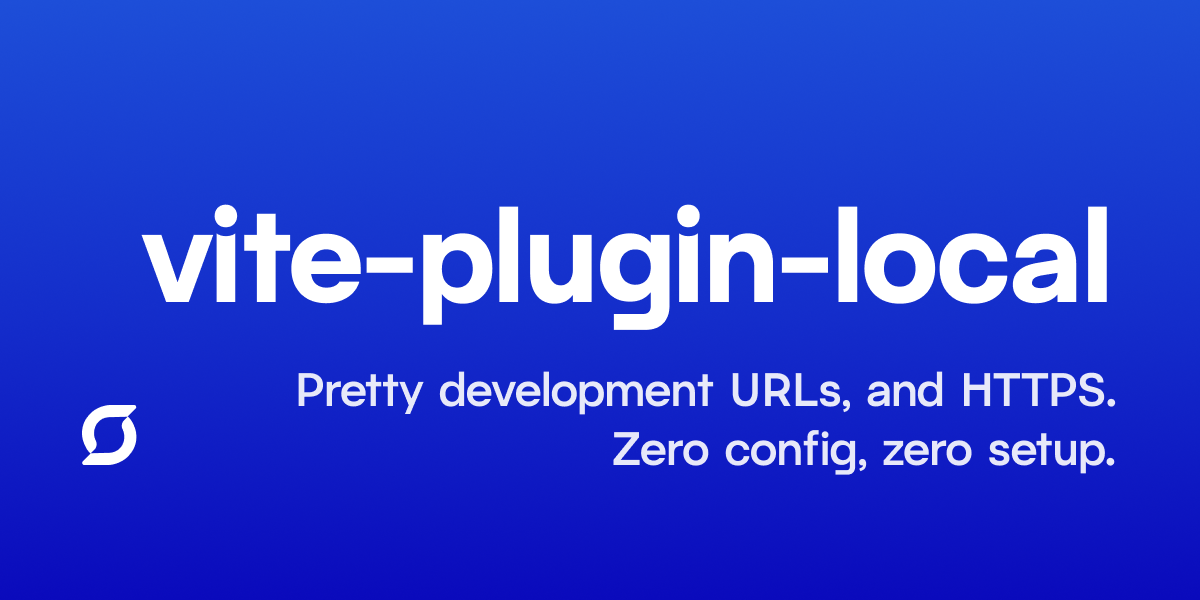 vite-plugin-local
Pretty development URLs, and HTTPS.
Zero config, zero setup.